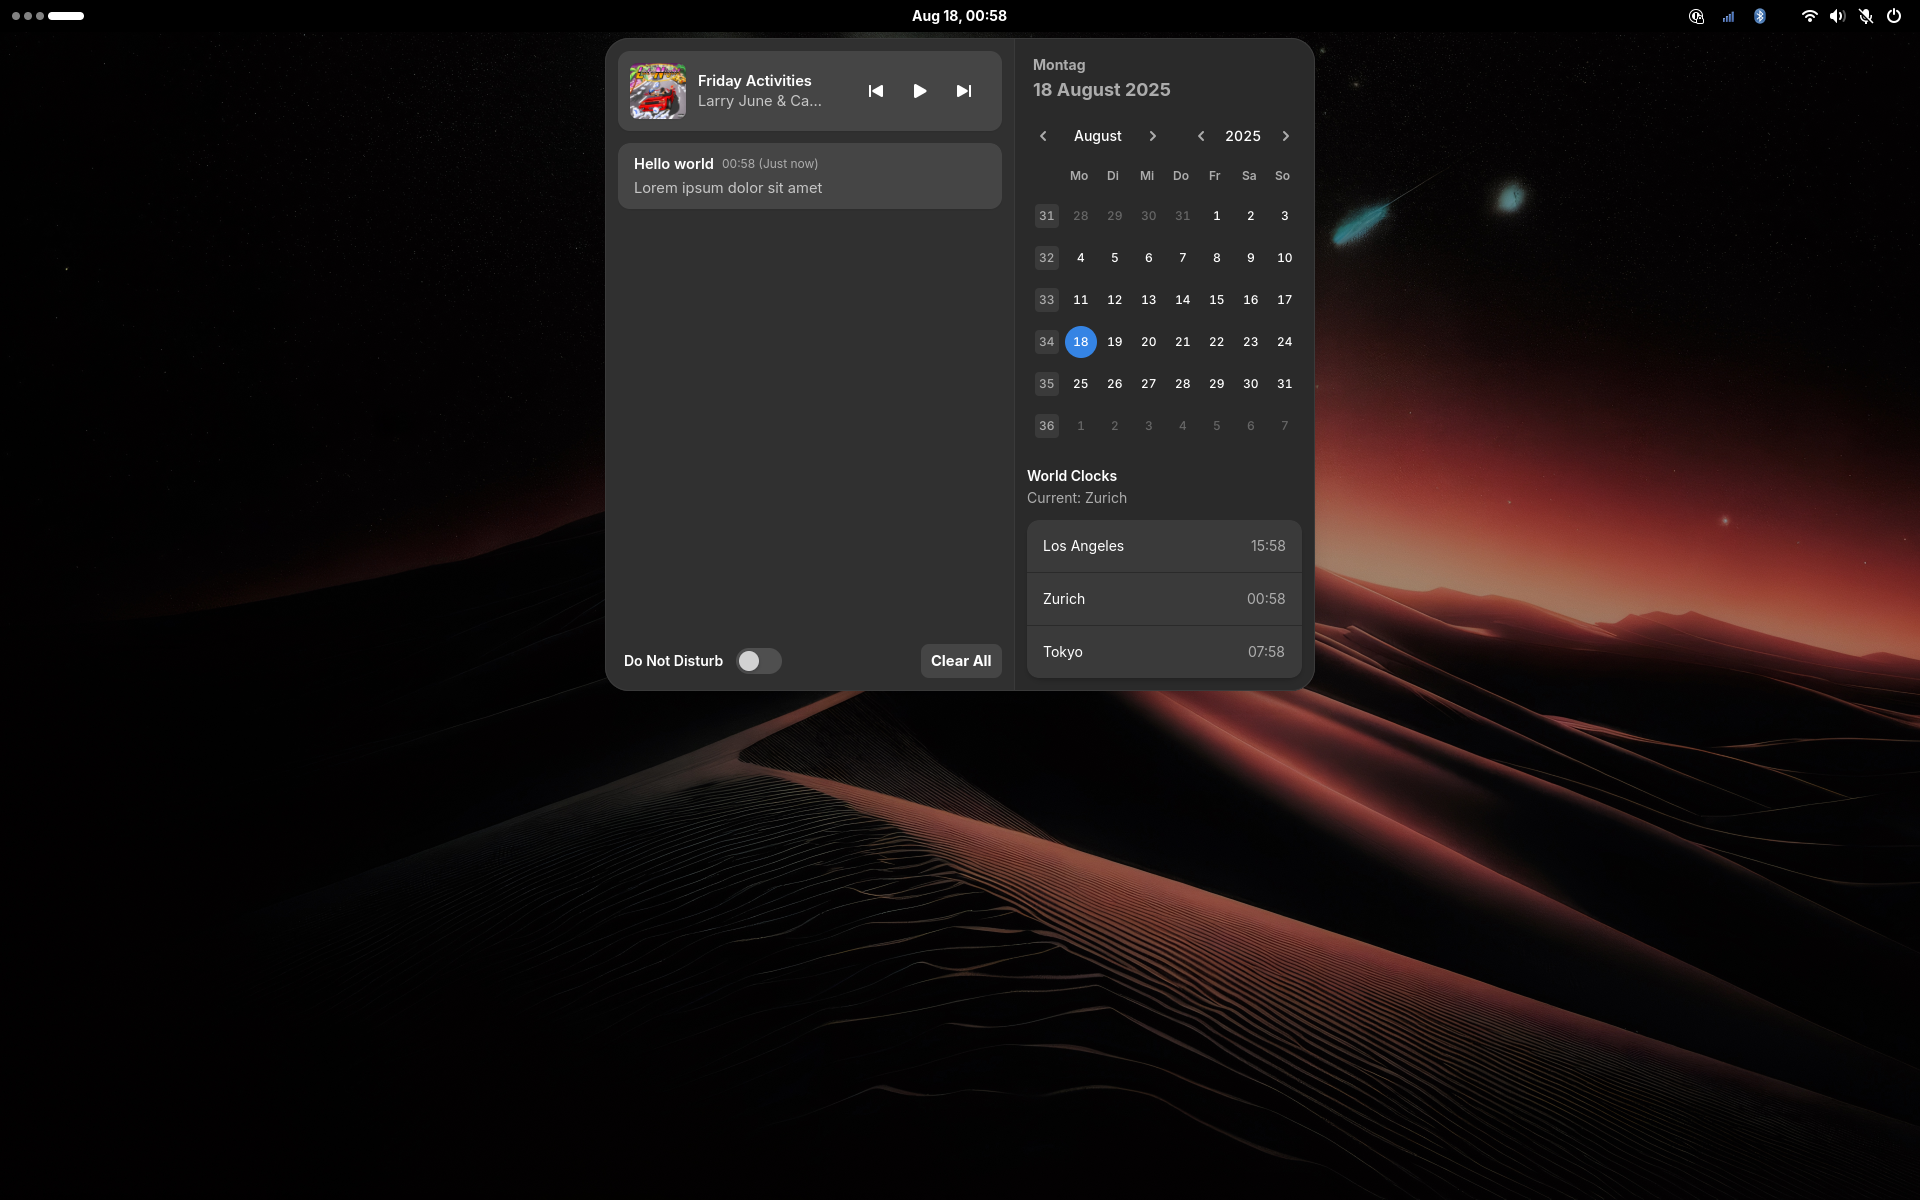 Aug 18, 00:58
Friday Activities
Larry June & Ca...
Hello world 00:58 (Just now)
Lorem ipsum dolor sit amet
Do Not Disturb
Clear All
Montag
18 August 2025
August 2025
Mo Di Mi Do Fr Sa So
31 28 29 30 31 1 2 3
32 4 5 6 7 8 9 10
33 11 12 13 14 15 16 17
34 18 19 20 21 22 23 24
35 25 26 27 28 29 30 31
36 1 2 3 4 5 6 7
World Clocks
Current: Zurich
Los Angeles 15:58
Zurich 00:58
Tokyo 07:58